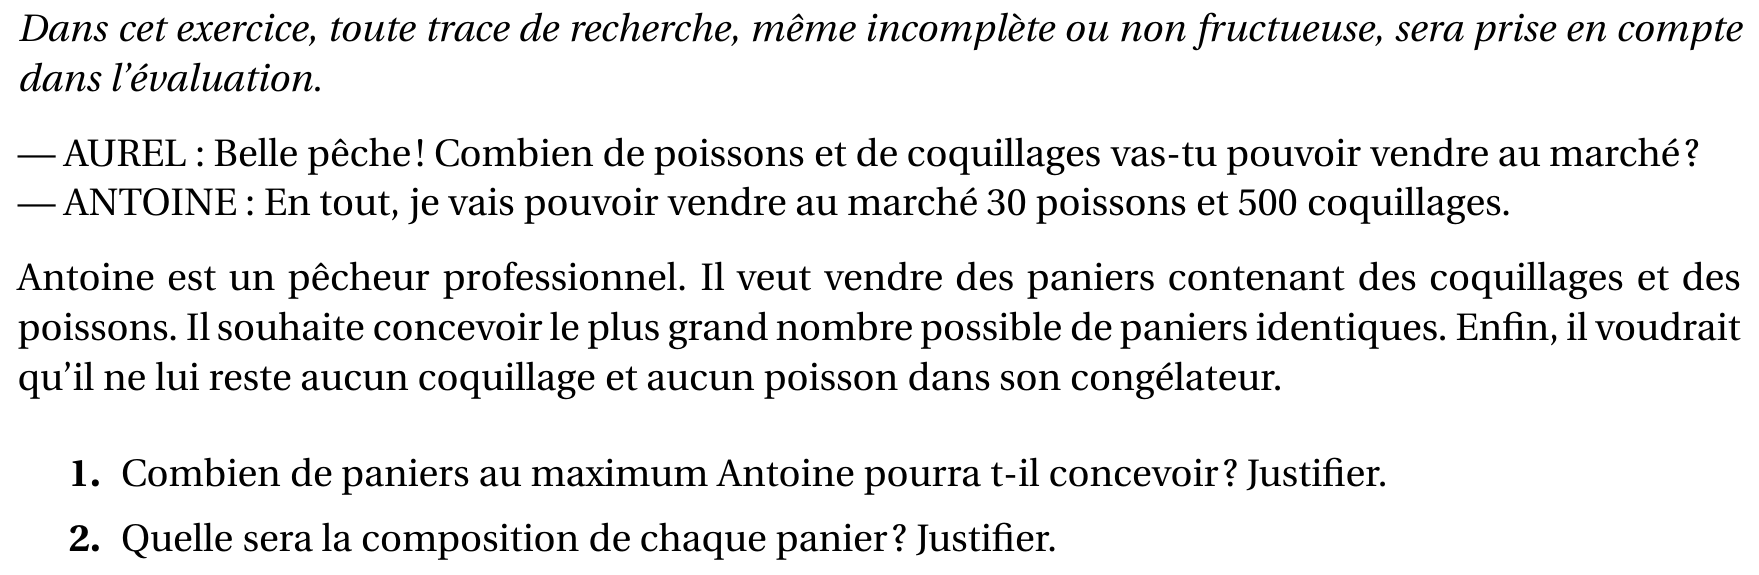 Dans cet exercice, toute trace de recherche, même incomplète ou non fructueuse, sera prise en compte
dans l'évaluation.
— AUREL : Belle pêche ! Combien de poissons et de coquillages vas-tu pouvoir vendre au marché ?
— ANTOINE : En tout, je vais pouvoir vendre au marché 30 poissons et 500 coquillages.
Antoine est un pêcheur professionnel. Il veut vendre des paniers contenant des coquillages et des
poissons. Il souhaite concevoir le plus grand nombre possible de paniers identiques. Enfin, il voudrait
qu'il ne lui reste aucun coquillage et aucun poisson dans son congélateur.
1. Combien de paniers au maximum Antoine pourra t-il concevoir ? Justifier.
2. Quelle sera la composition de chaque panier ? Justifier.